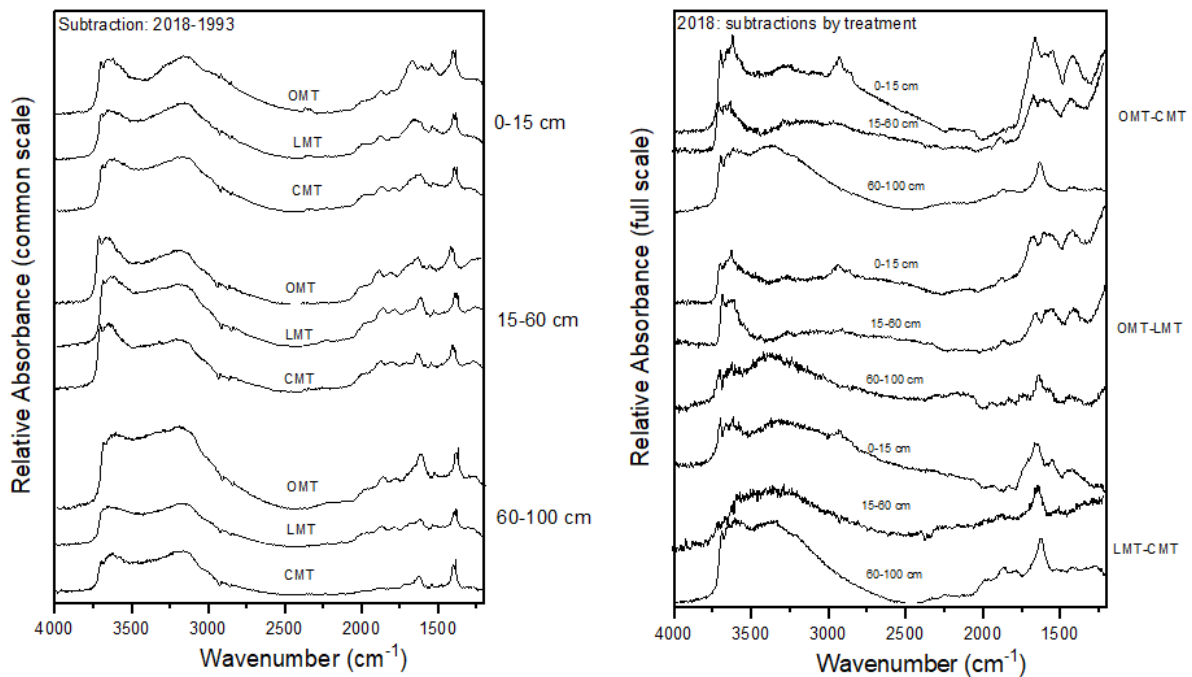 Subtraction: 2018-1993
OMT
LMT
CMT
0-15 cm
OMT
LMT
CMT
15-60 cm
OMT
LMT
CMT
60-100 cm
Relative Absorbance (common scale)
4000 3500 3000 2500 2000 1500
Wavenumber (cm-1)
2018: subtractions by treatment
0-15 cm
15-60 cm
60-100 cm
OMT-CMT
0-15 cm
15-60 cm
60-100 cm
OMT-LMT
0-15 cm
15-60 cm
60-100 cm
LMT-CMT
Relative Absorbance (full scale)
4000 3500 3000 2500 2000 1500
Wavenumber (cm-1)